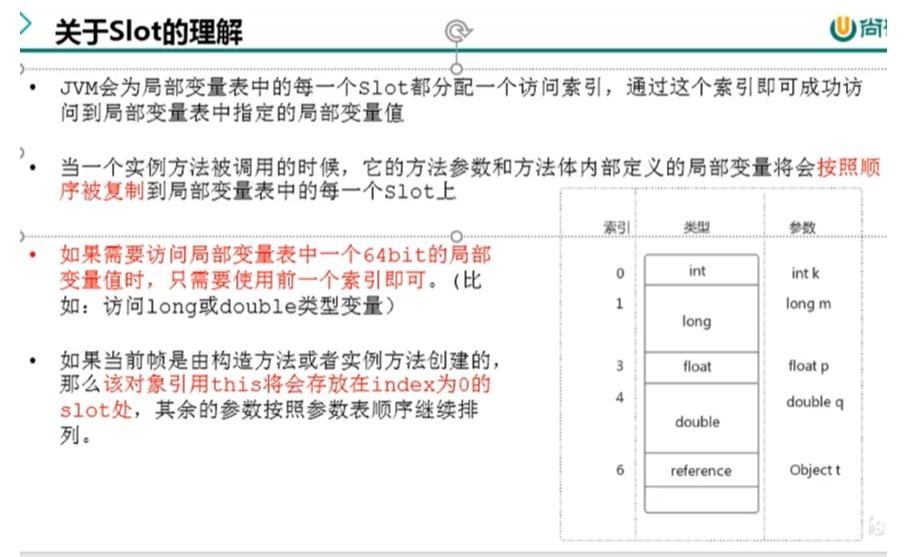 关于Slot的理解
尚
• JVM会为局部变量表中的每一个Slot都分配一个访问索引，通过这个索引即可成功访
问到局部变量表中指定的局部变量值
• 当一个实例方法被调用的时候，它的方法参数和方法体内部定义的局部变量将会按照顺
序被复制到局部变量表中的每一个Slot上
• 如果需要访问局部变量表中一个64bit的局部
变量值时，只需要使用前一个索引即可。(比
如：访问long或double类型变量）
• 如果当前帧是由构造方法或者实例方法创建的，
那么该对象引用this将会存放在index为0的
slot处，其余的参数按照参数表顺序继续排
列。
索引 类型 参数
0 int int k
1 long long m
3 float float p
4 double double q
6 reference Object t